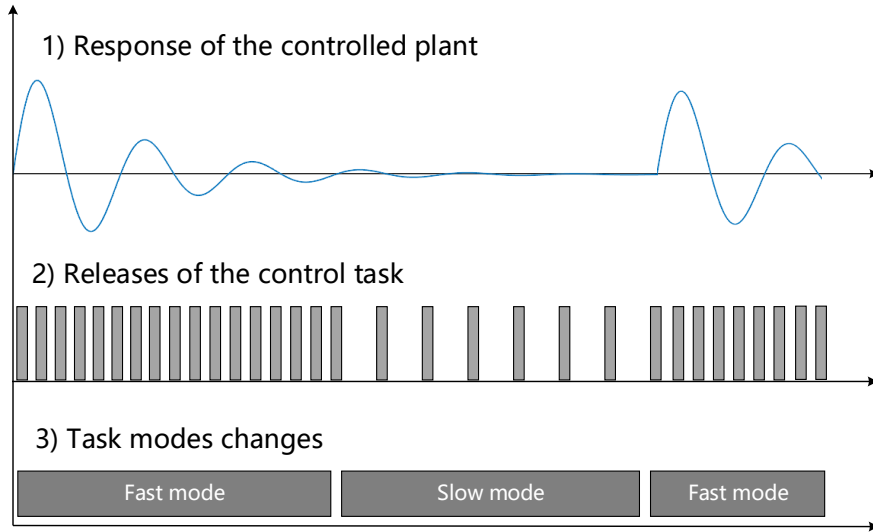 1) Response of the controlled plant
2) Releases of the control task
3) Task modes changes
Fast mode
Slow mode
Fast mode